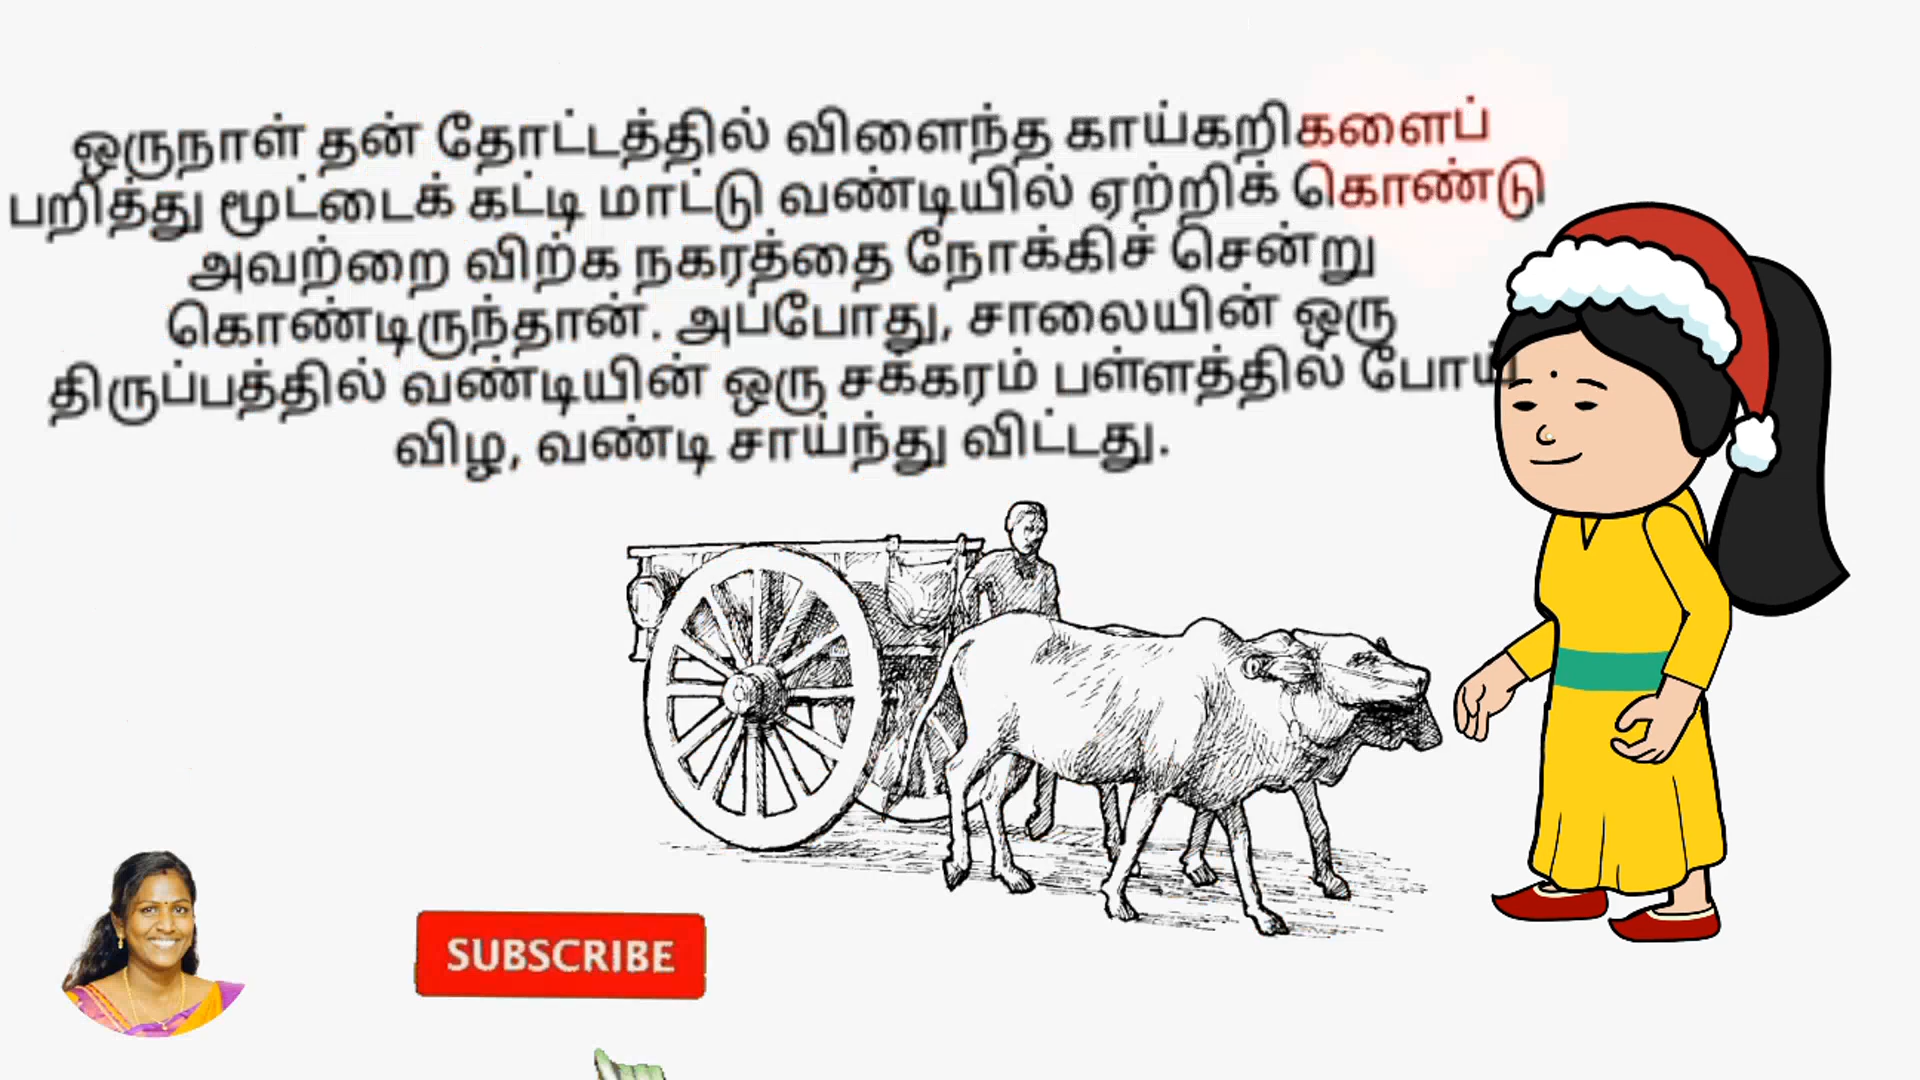 ஒருநாள் தன் தோட்டத்தில் விளைந்த காய்கறிகளைப்
பறித்து மூட்டைக் கட்டி மாட்டு வண்டியில் ஏற்றிக் கொண்டு
அவற்றை விற்க நகரத்தை நோக்கிச் சென்று
கொண்டிருந்தான். அப்போது, சாலையின் ஒரு
திருப்பத்தில் வண்டியின் ஒரு சக்கரம் பள்ளத்தில் போய்
விழ, வண்டி சாய்ந்து விட்டது.
SUBSCRIBE